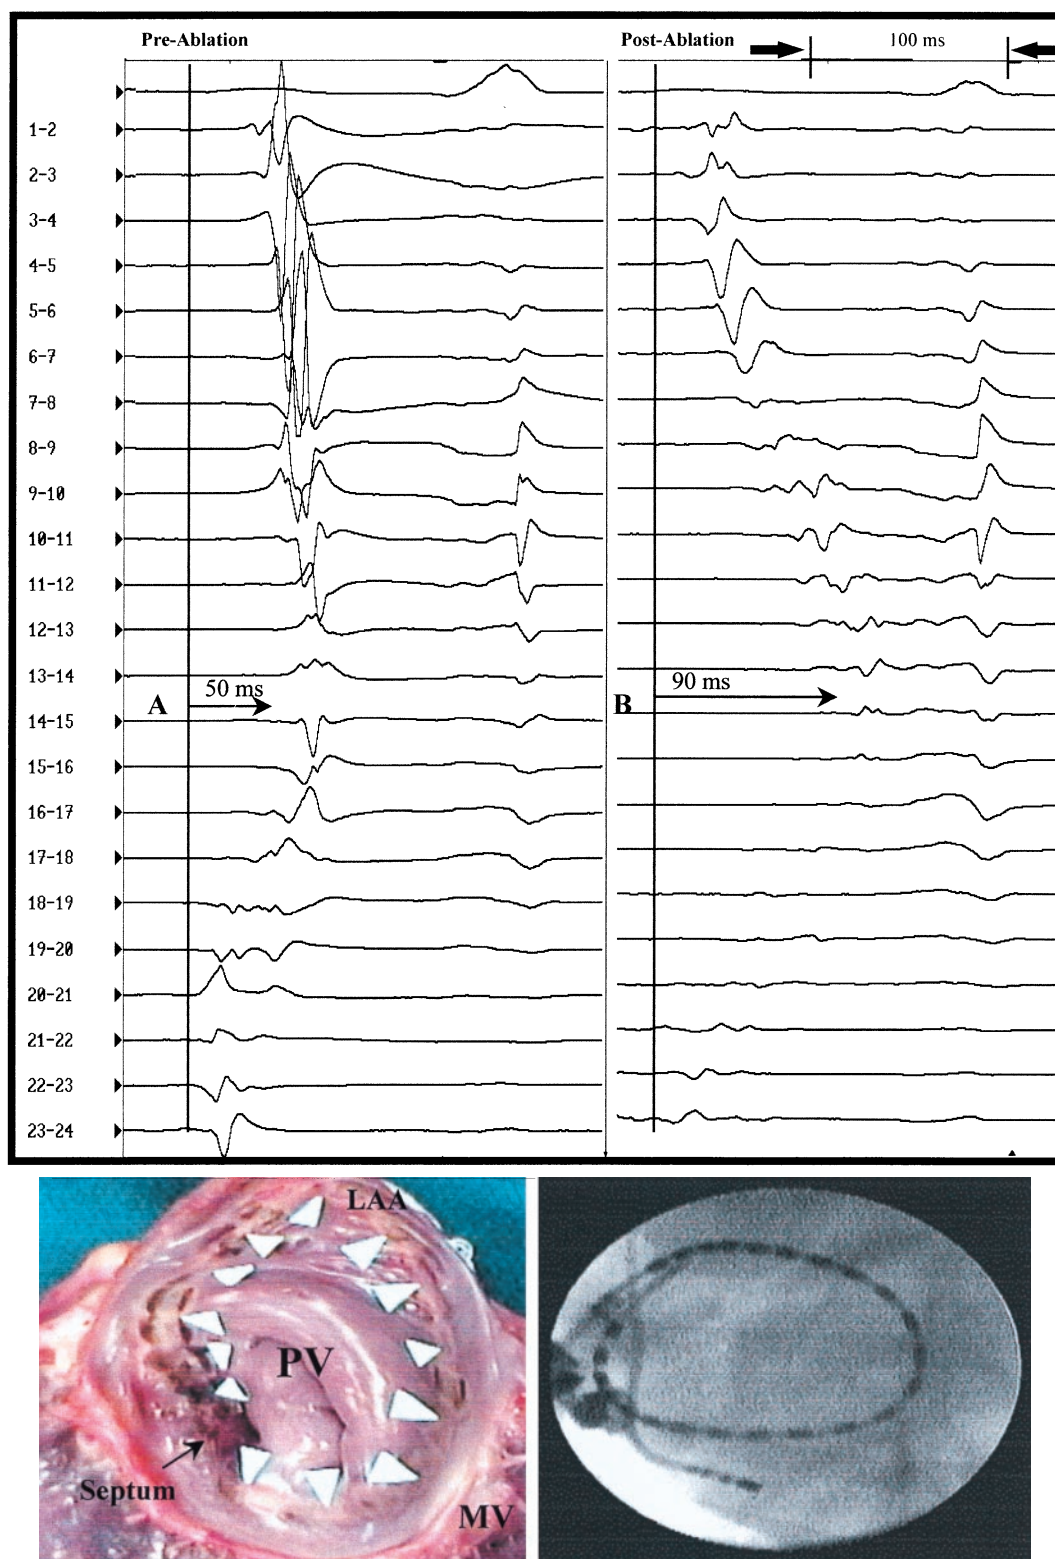 Pre-Ablation
Post-Ablation
100 ms
1-2
2-3
3-4
4-5
5-6
6-7
7-8
8-9
9-10
10-11
11-12
12-13
13-14
A
50 ms
B
90 ms
14-15
15-16
16-17
17-18
18-19
19-20
20-21
21-22
22-23
23-24
LAA
PV
Septum
MV